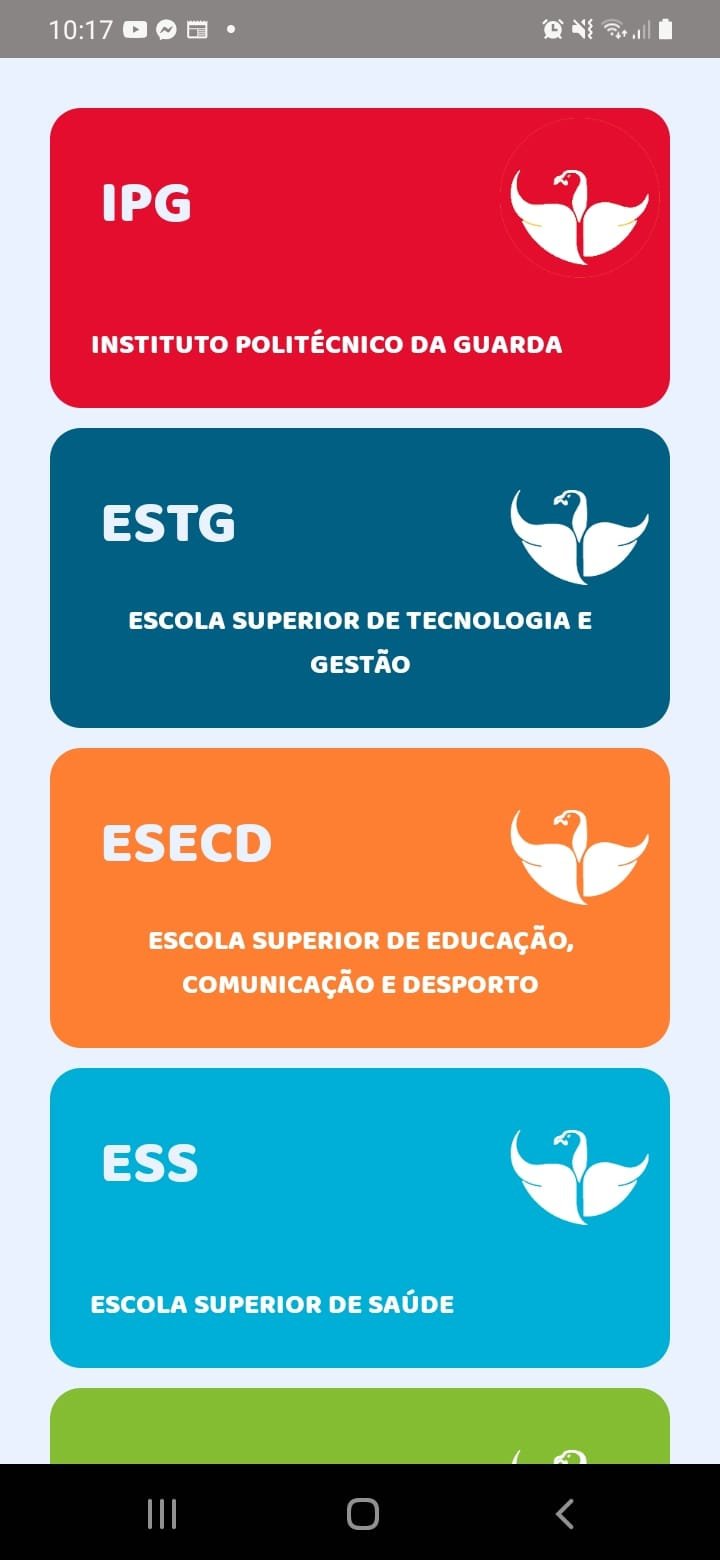 10:17
IPG
INSTITUTO POLITÉCNICO DA GUARDA
ESTG
ESCOLA SUPERIOR DE TECNOLOGIA E
GESTÃO
ESECD
ESCOLA SUPERIOR DE EDUCAÇÃO,
COMUNICAÇÃO E DESPORTO
ESS
ESCOLA SUPERIOR DE SAÚDE